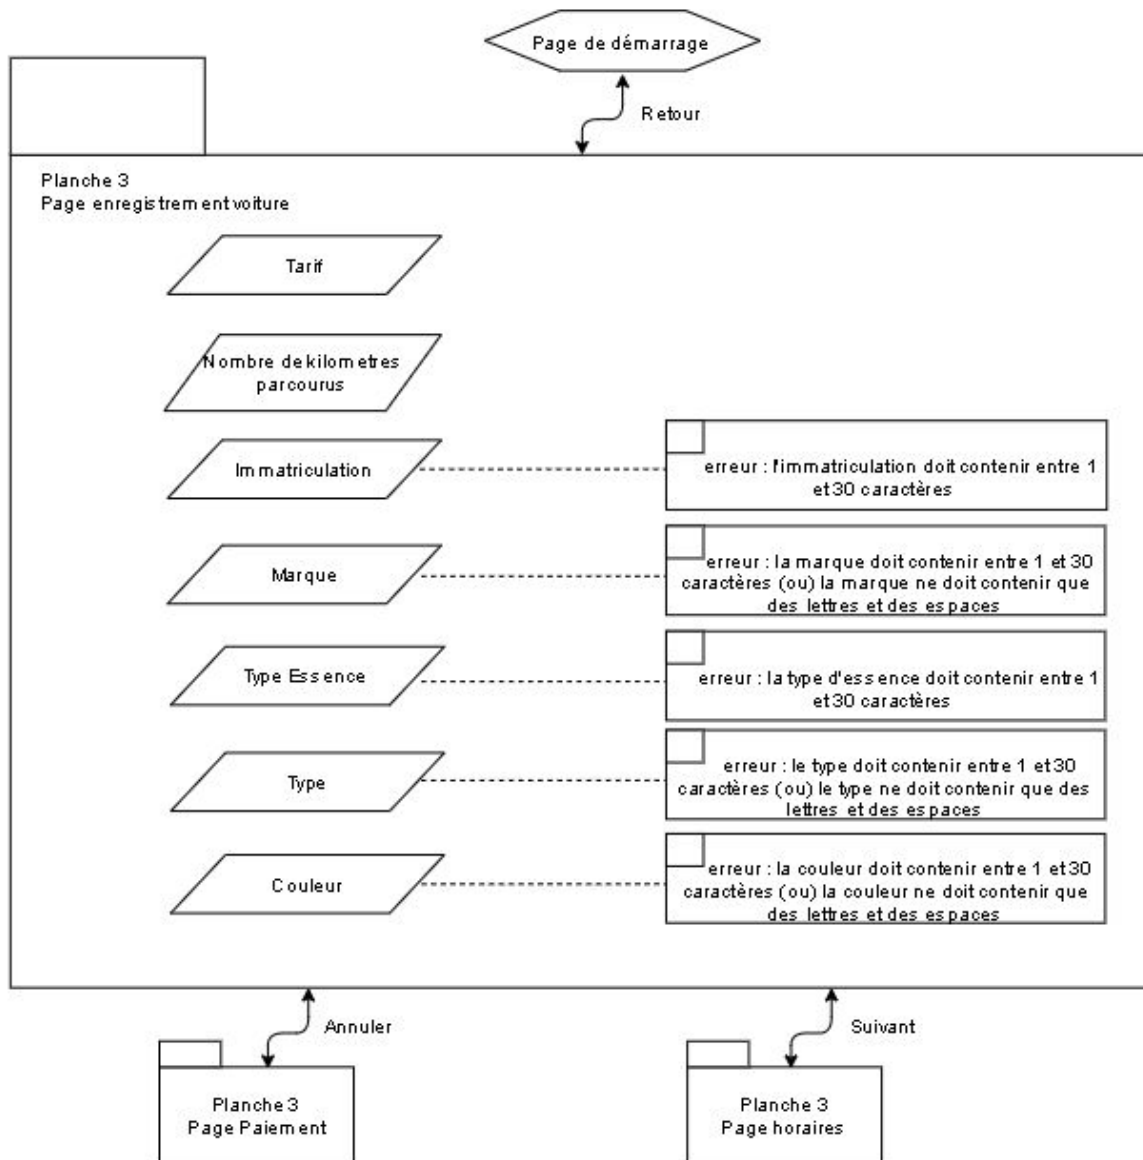 Page de démarrage
Retour
Planche 3
Page enregistrement voiture
Tarif
Nombre de kilometres
parcourus
Immatriculation
erreur : l'immatriculation doit contenir entre 1
et 30 caractères
Marque
erreur : la marque doit contenir entre 1 et 30
caractères (ou) la marque ne doit contenir que
des lettres et des espaces
Type Essence
erreur : la type d'essence doit contenir entre 1
et 30 caractères
Type
erreur : le type doit contenir entre 1 et 30
caractères (ou) le type ne doit contenir que des
lettres et des espaces
Couleur
erreur : la couleur doit contenir entre 1 et 30
caractères (ou) la couleur ne doit contenir que
des lettres et des espaces
Annuler
Suivant
Planche 3
Page Paiement
Planche 3
Page horaires